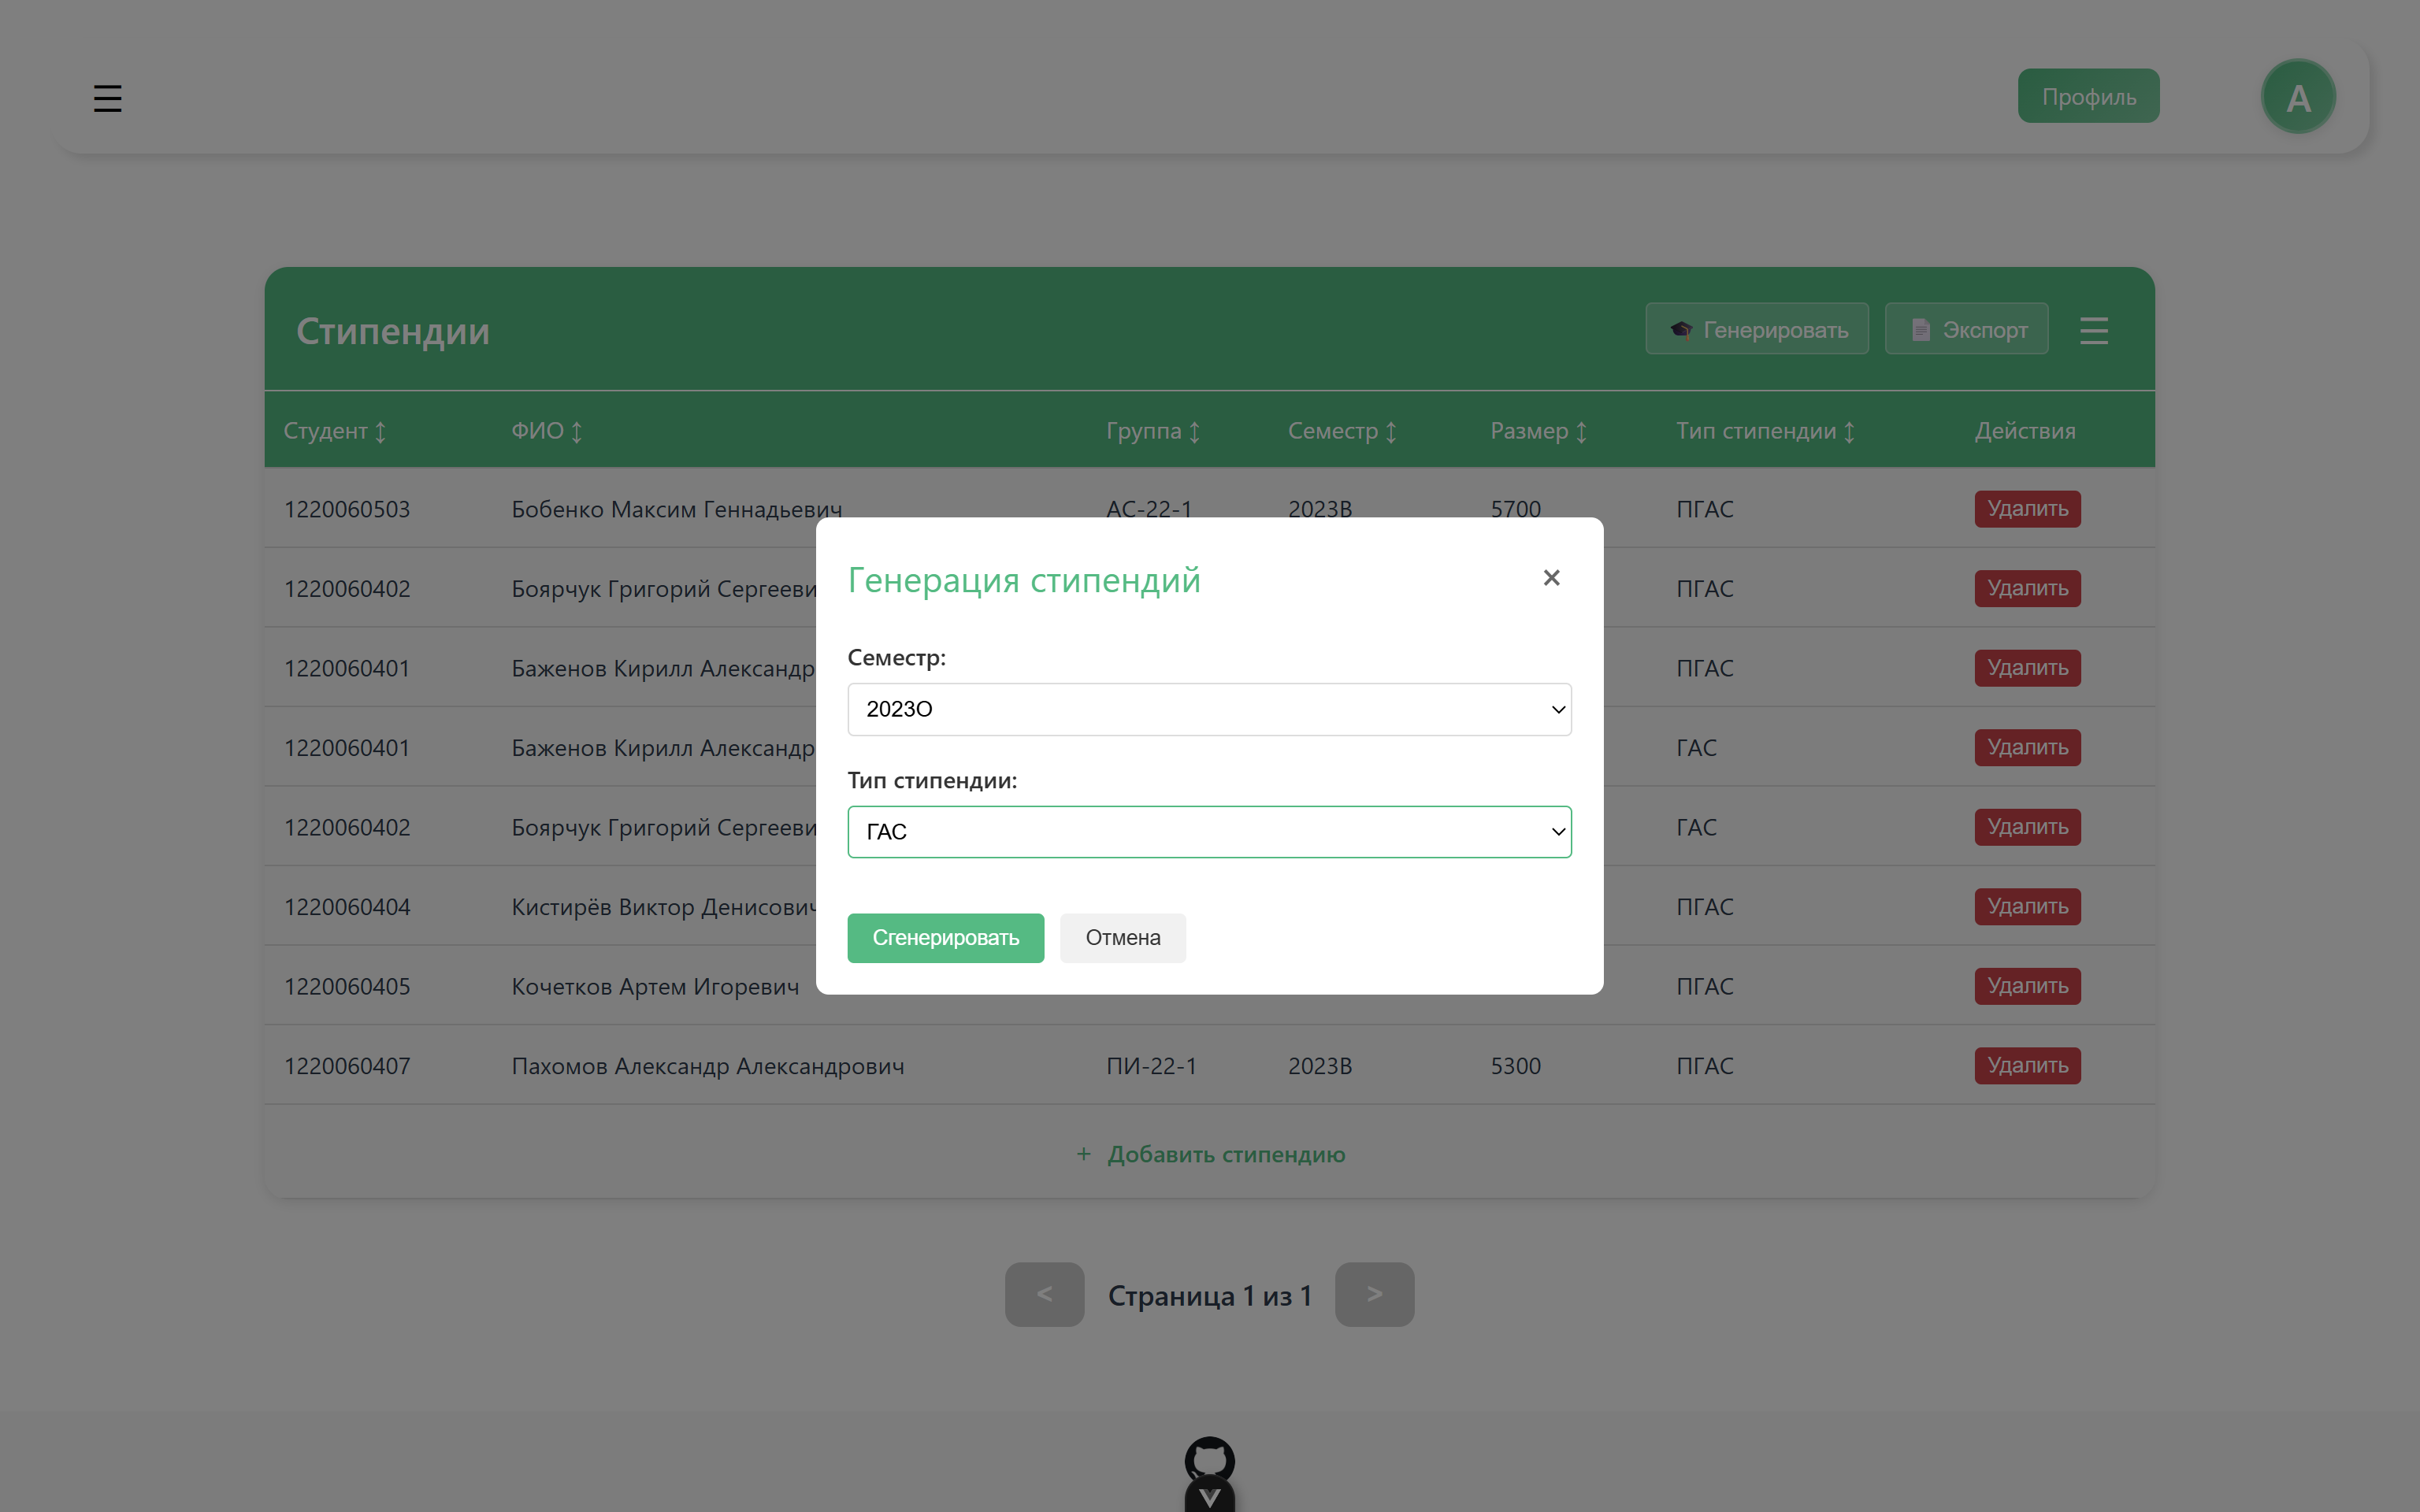 ☰ Профиль A
Стипендии 🎓 Генерировать 📄 Экспорт ☰
Студент ↕ ФИО ↕ Группа ↕ Семестр ↕ Размер ↕ Тип стипендии ↕ Действия
1220060503 Бобенко Максим Геннадьевич АС-22-1 2023В 5700 ПГАС Удалить
1220060402 Боярчук Григорий ПГАС Удалить
1220060401 Баженов Кирилл ПГАС Удалить
1220060401 Баженов Кирилл ГАС Удалить
1220060402 Боярчук Григорий ГАС Удалить
1220060404 Кистирёв Виктор Денисович ПГАС Удалить
1220060405 Кочетков Артем Игоревич ПГАС Удалить
1220060407 Пахомов Александр Александрович ПИ-22-1 2023В 5300 ПГАС Удалить
+ Добавить стипендию
< Страница 1 из 1 >
Генерация стипендий ×
Семестр:
2023О
Тип стипендии:
ГАС
Сгенерировать Отмена